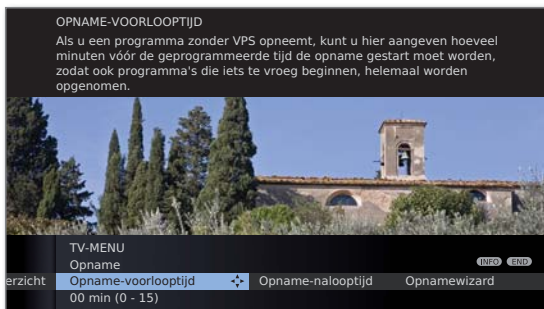 OPNAME-VOORLOOPTIJD
Als u een programma zonder VPS opneemt, kunt u hier aangeven hoeveel
minuten vóór de geprogrammeerde tijd de opname gestart moet worden,
zodat ook programma's die iets te vroeg beginnen, helemaal worden
opgenomen.
TV-MENU
Opname
INFO END
erzicht Opname-voorlooptijd Opname-nalooptijd Opnamewizard
00 min (0 - 15)